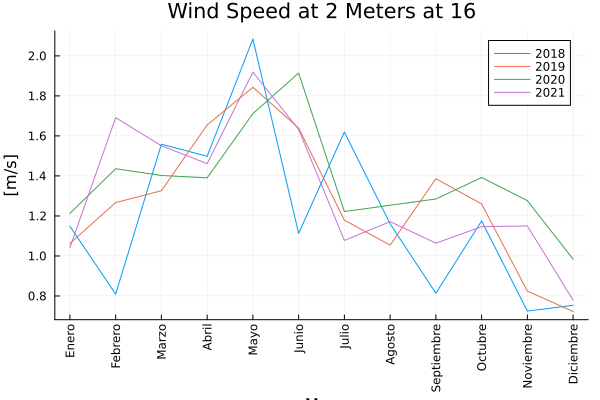 Wind Speed at 2 Meters at 16
[m/s]
2.0
1.8
1.6
1.4
1.2
1.0
0.8
2018
2019
2020
2021
Enero
Febrero
Marzo
Abril
Mayo
Junio
Julio
Agosto
Septiembre
Octubre
Noviembre
Diciembre